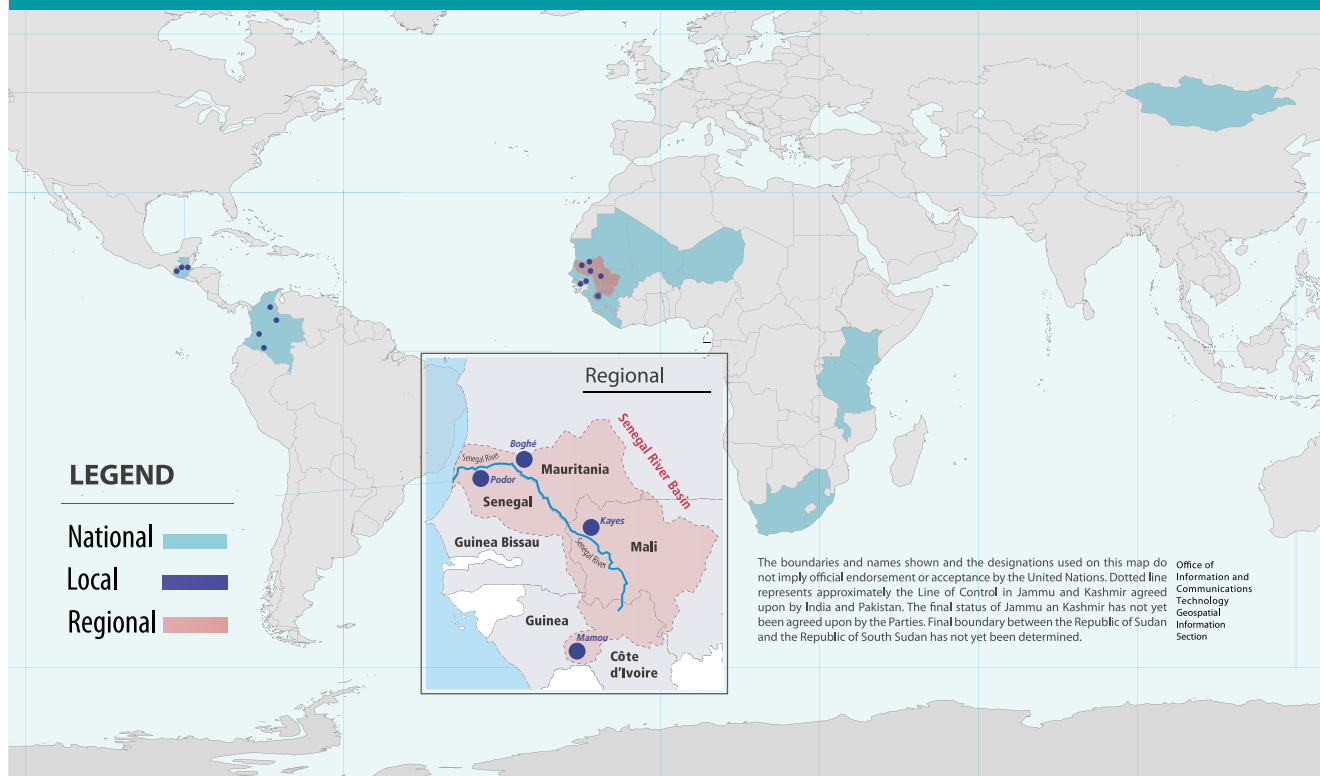 Regional
Senegal River Basin
Boghé
Senegal River
Mauritania
Podor
Senegal
Kayes
Guinea Bissau
Senegal River
Mali
Guinea
Mamou
Côte
d'Ivoire
LEGEND
National
Local
Regional
The boundaries and names shown and the designations used on this map do
not imply official endorsement or acceptance by the United Nations. Dotted line
represents approximately the Line of Control in Jammu and Kashmir agreed
upon by India and Pakistan. The final status of Jammu an Kashmir has not yet
been agreed upon by the Parties. Final boundary between the Republic of Sudan
and the Republic of South Sudan has not yet been determined.
Office of
Information and
Communications
Technology
Geospatial
Information
Section